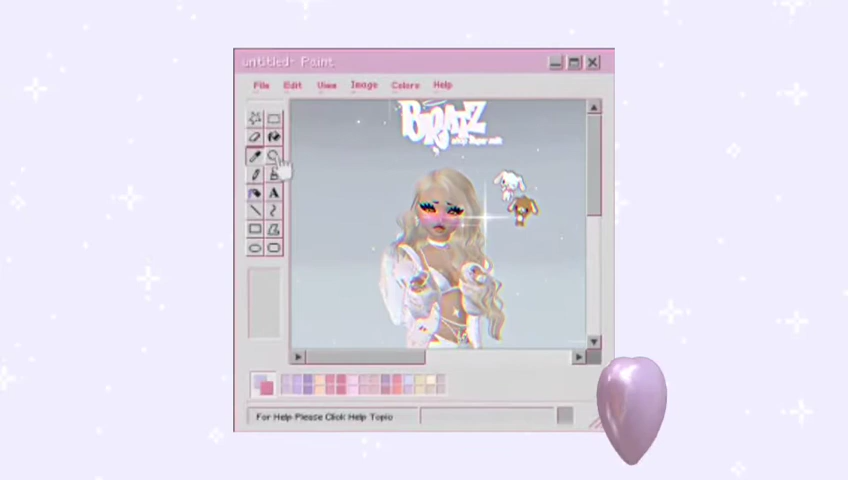 untitled- Paint
File Edit View Image Colors Help
BRATZ
A
For Help Please Click Help Topic